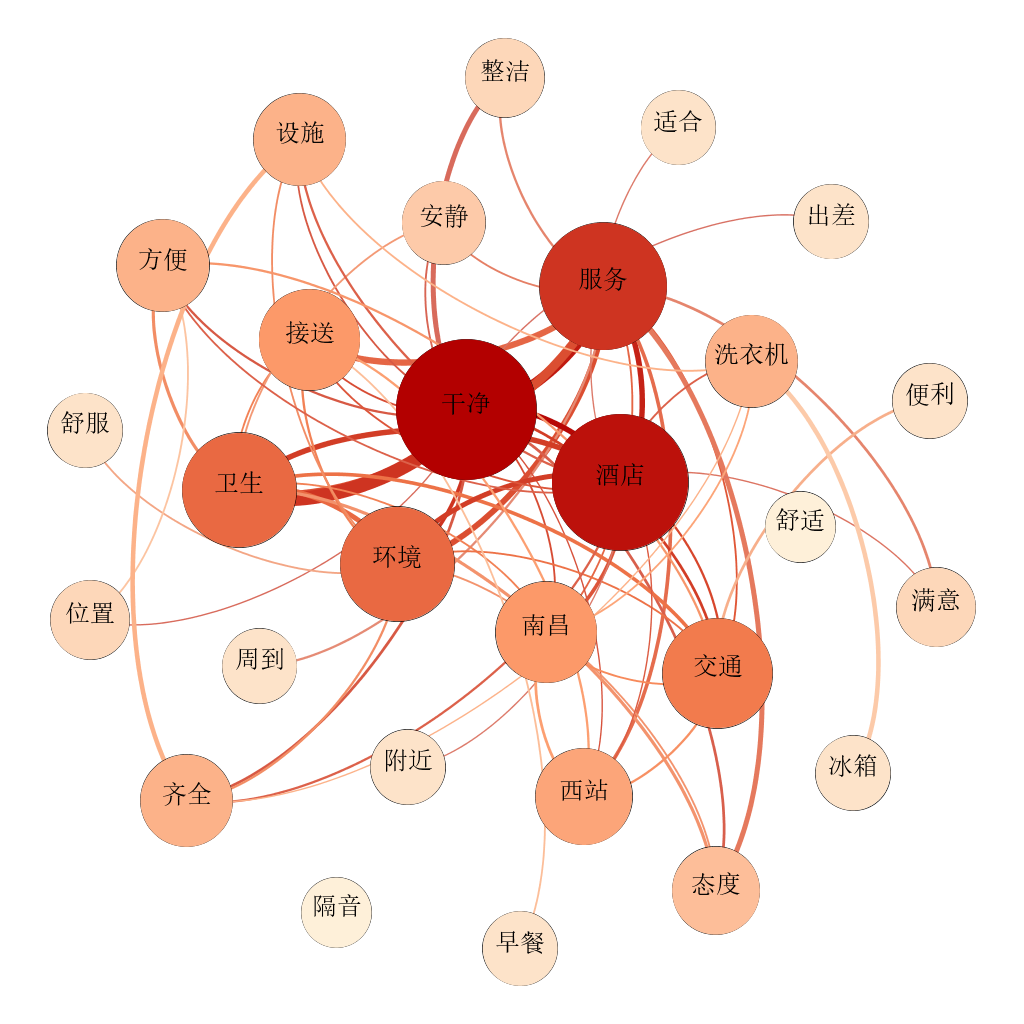 整洁
适合
设施
安静
出差
方便
服务
接送
洗衣机
干净
便利
舒服
酒店
卫生
舒适
环境
位置
南昌
满意
周到
交通
附近
冰箱
齐全
西站
态度
隔音
早餐